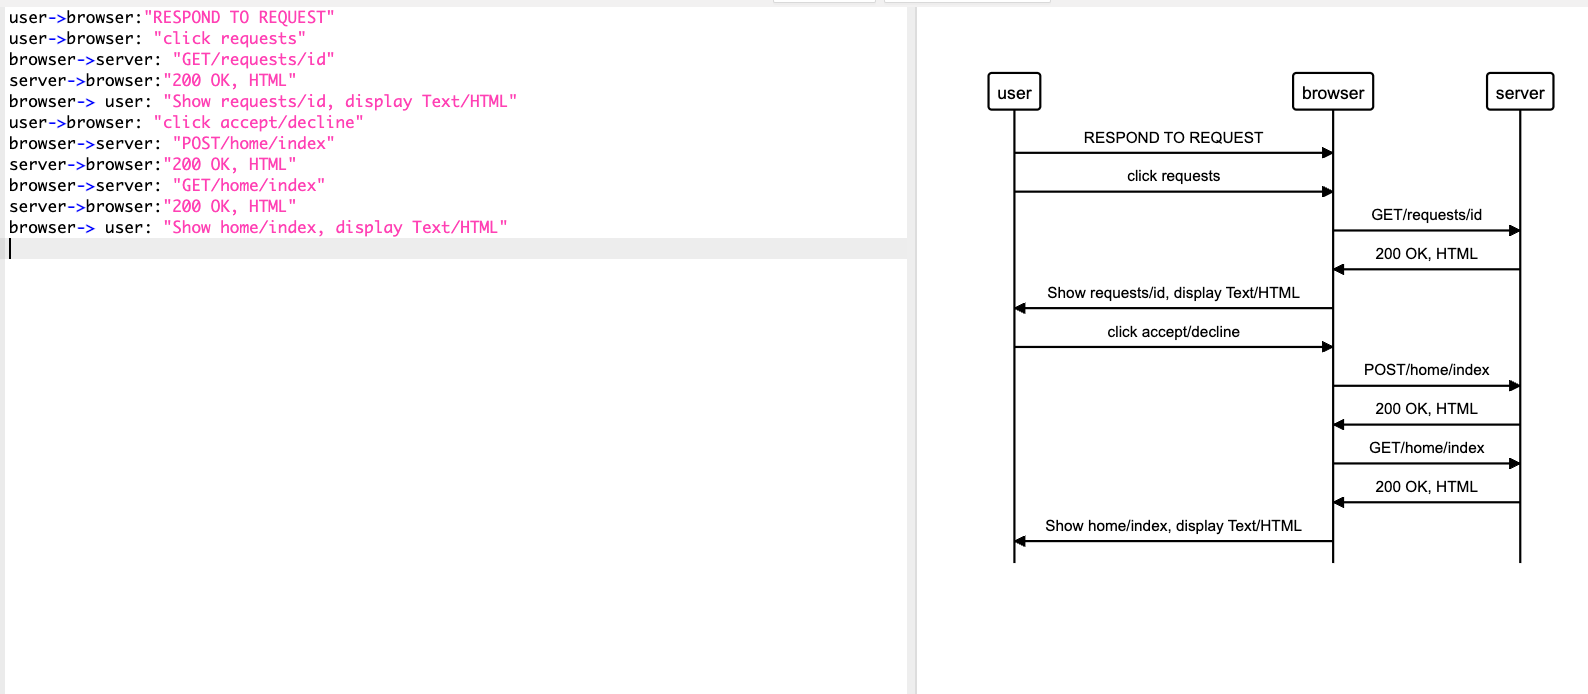 user->browser:"RESPOND TO REQUEST"
user->browser: "click requests"
browser->server: "GET/requests/id"
server->browser:"200 OK, HTML"
browser-> user: "Show requests/id, display Text/HTML"
user->browser: "click accept/decline"
browser->server: "POST/home/index"
server->browser:"200 OK, HTML"
browser->server: "GET/home/index"
server->browser:"200 OK, HTML"
browser-> user: "Show home/index, display Text/HTML"
user browser server
RESPOND TO REQUEST
click requests
GET/requests/id
200 OK, HTML
Show requests/id, display Text/HTML
click accept/decline
POST/home/index
200 OK, HTML
GET/home/index
200 OK, HTML
Show home/index, display Text/HTML